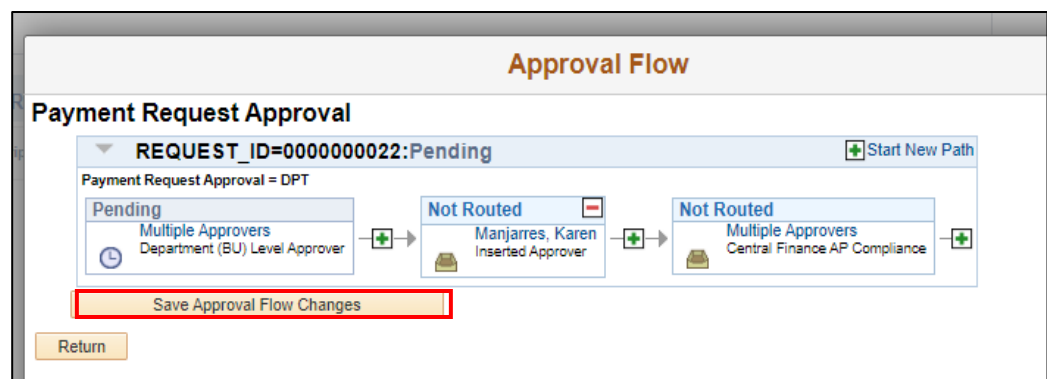 Approval Flow
Payment Request Approval
REQUEST_ID=0000000022:Pending
Start New Path
Payment Request Approval = DPT
Pending
Multiple Approvers
Department (BU) Level Approver
Not Routed
Manjarres, Karen
Inserted Approver
Not Routed
Multiple Approvers
Central Finance AP Compliance
Save Approval Flow Changes
Return